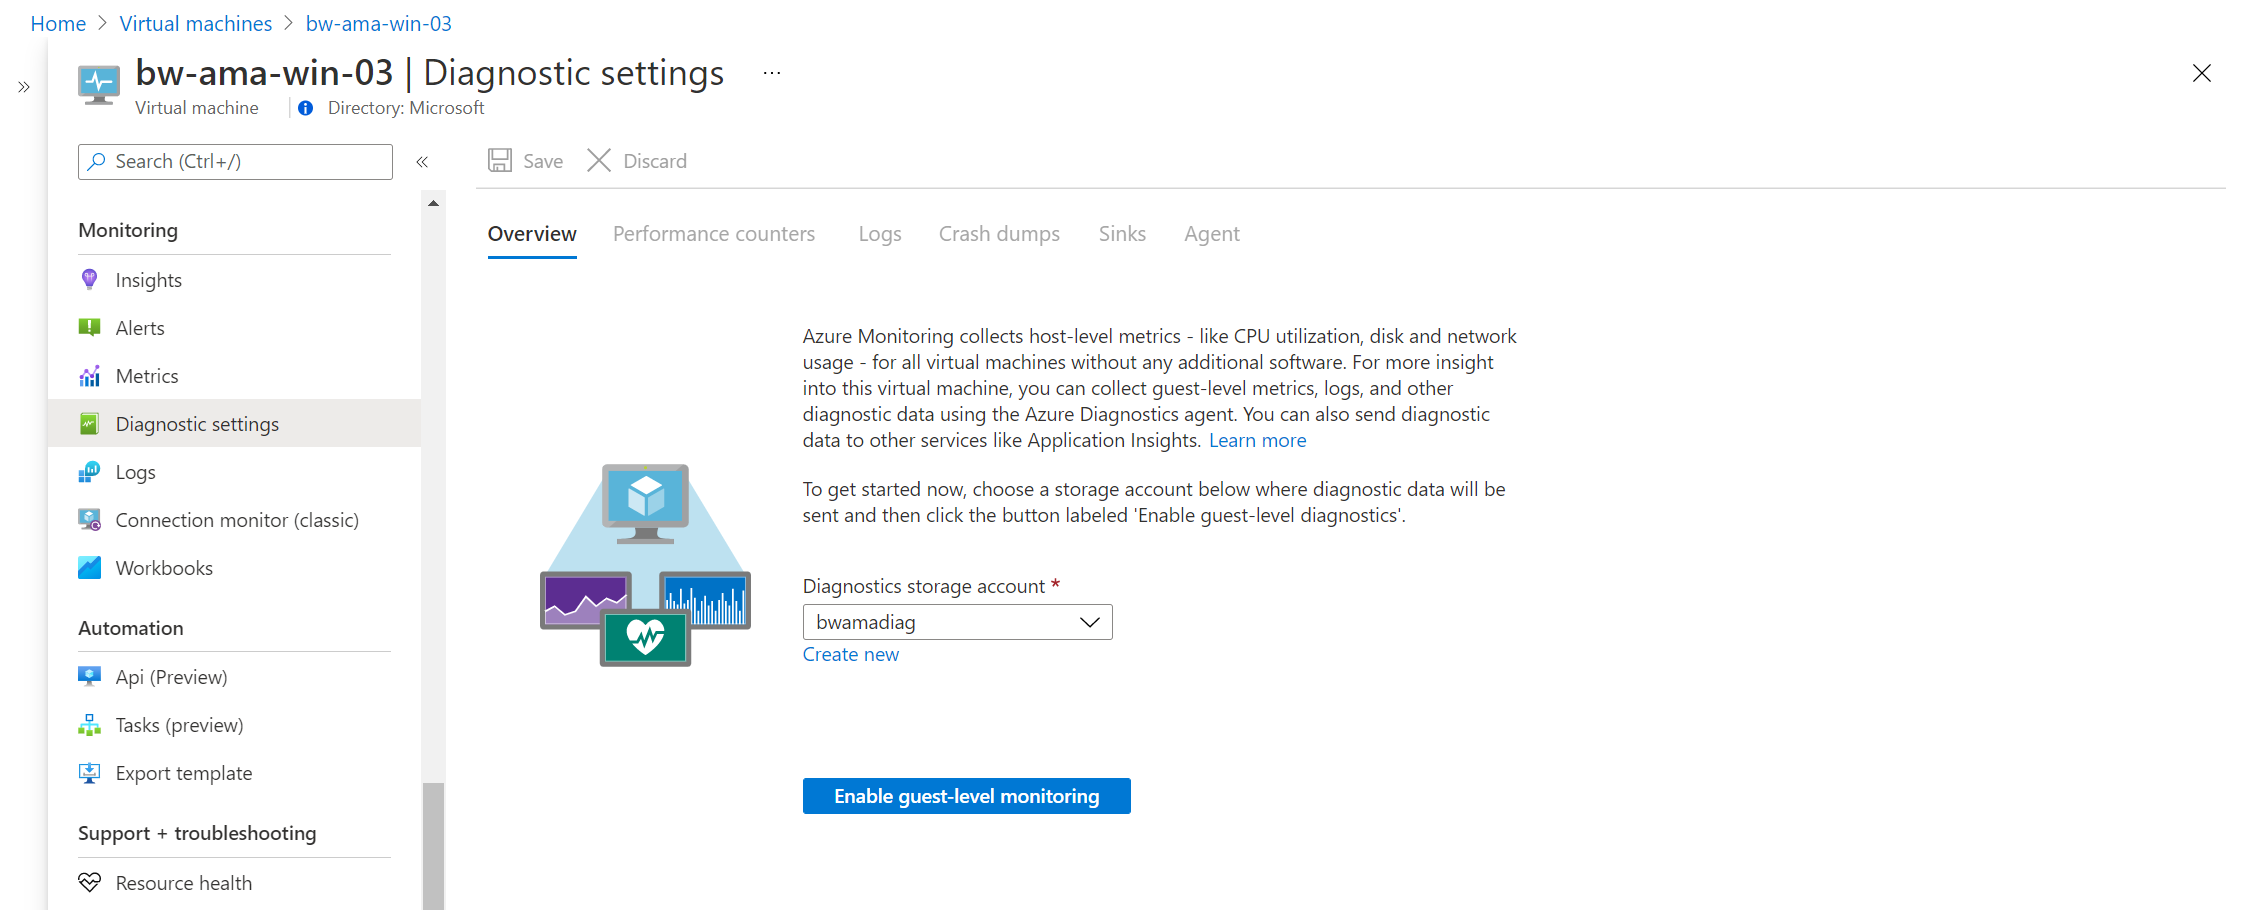 Home > Virtual machines > bw-ama-win-03
bw-ama-win-03 | Diagnostic settings ...
Virtual machine
Directory: Microsoft
Search (Ctrl+/)
Monitoring
Insights
Alerts
Metrics
Diagnostic settings
Logs
Connection monitor (classic)
Workbooks
Automation
Api (Preview)
Tasks (preview)
Export template
Support + troubleshooting
Resource health
Save
Discard
Overview
Performance counters
Logs
Crash dumps
Sinks
Agent
Azure Monitoring collects host-level metrics - like CPU utilization, disk and network
usage - for all virtual machines without any additional software. For more insight
into this virtual machine, you can collect guest-level metrics, logs, and other
diagnostic data using the Azure Diagnostics agent. You can also send diagnostic
data to other services like Application Insights. Learn more
To get started now, choose a storage account below where diagnostic data will be
sent and then click the button labeled 'Enable guest-level diagnostics'.
Diagnostics storage account *
bwamadiag
Create new
Enable guest-level monitoring